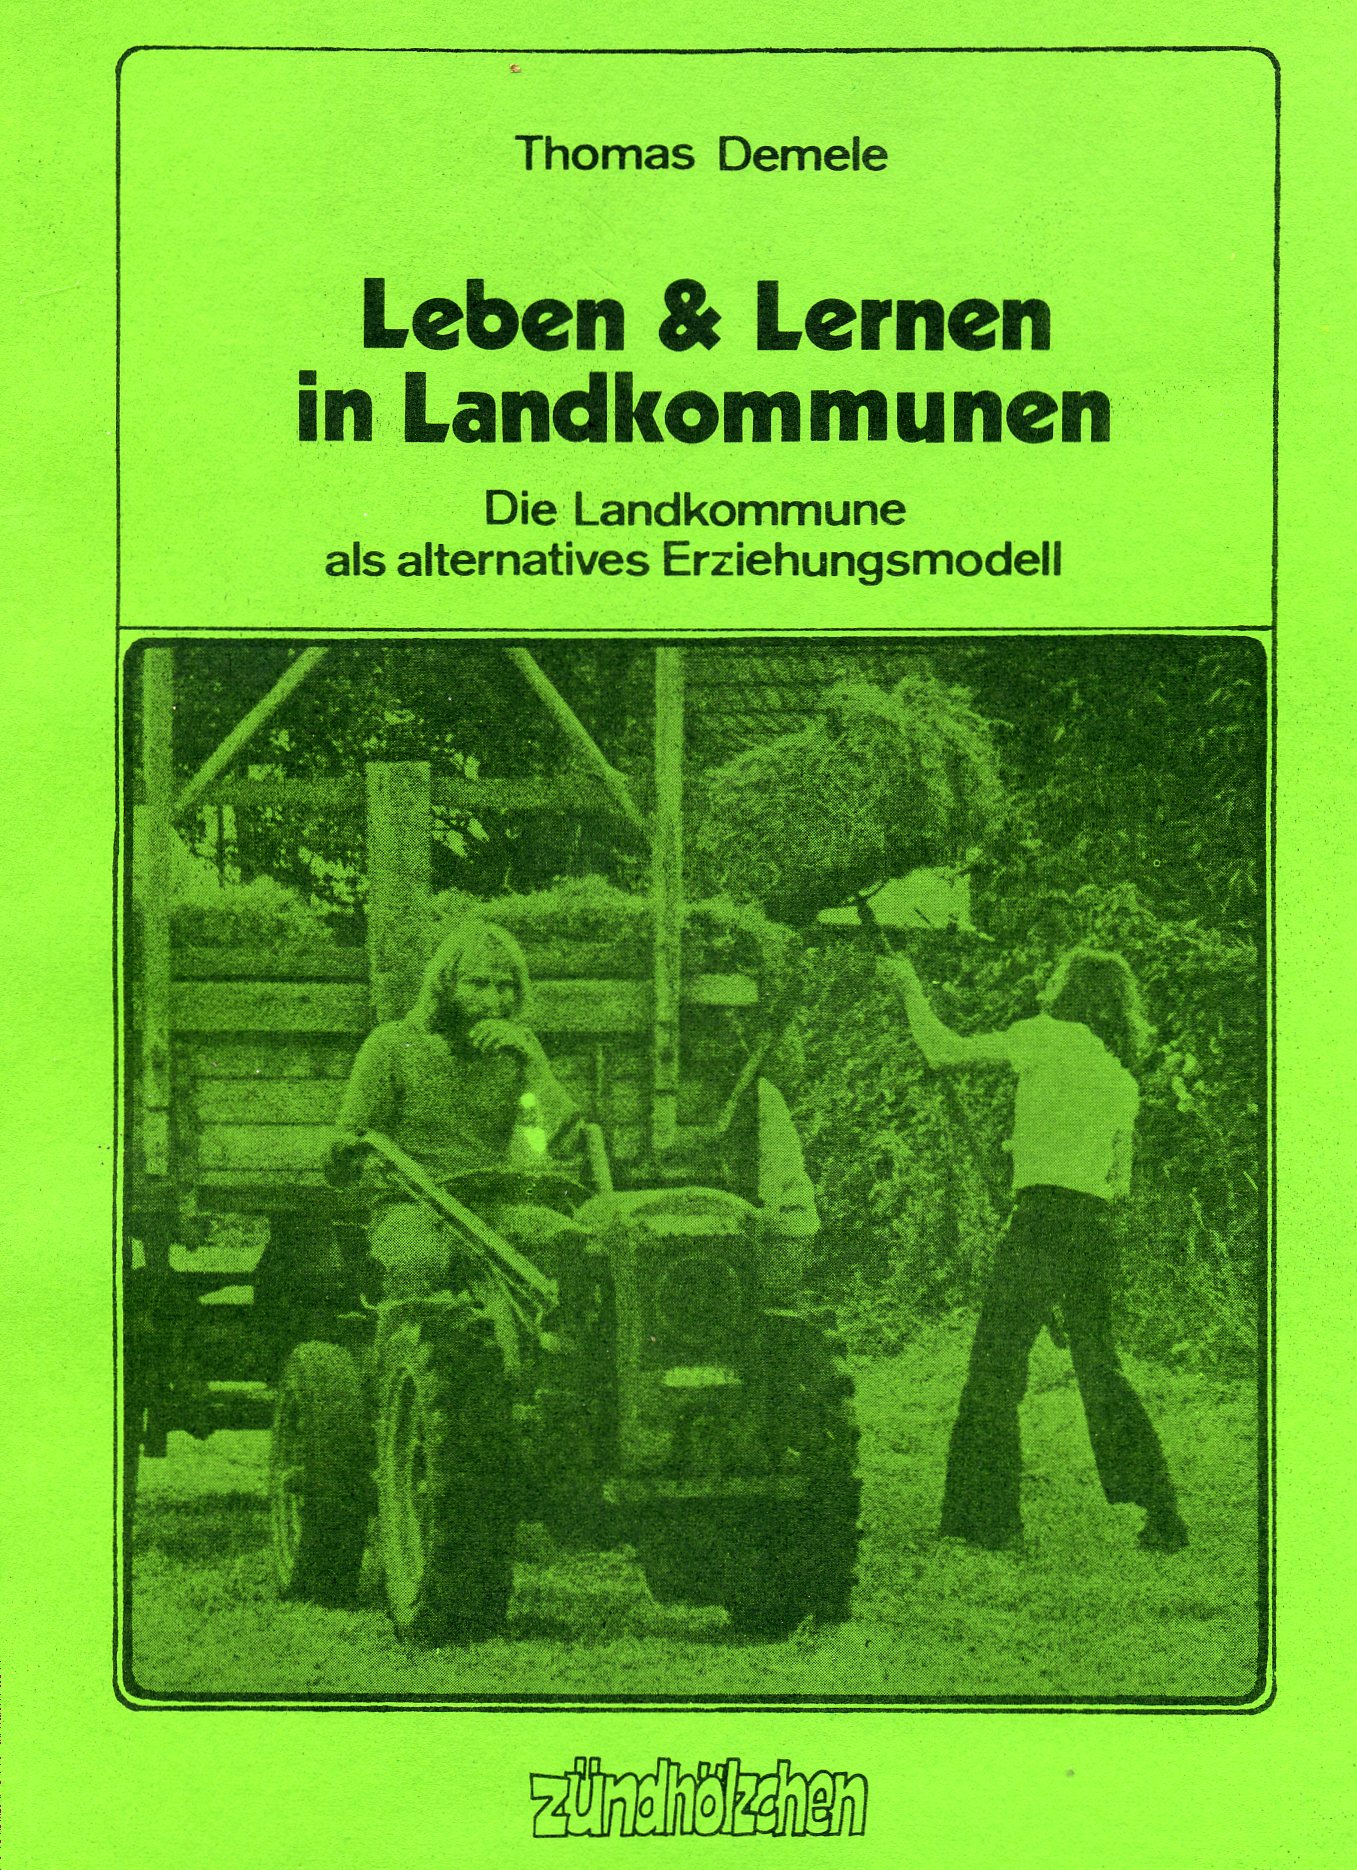 Thomas Demele
Leben & Lernen
in Landkommunen
Die Landkommune
als alternatives Erziehungsmodell
zündhölzchen